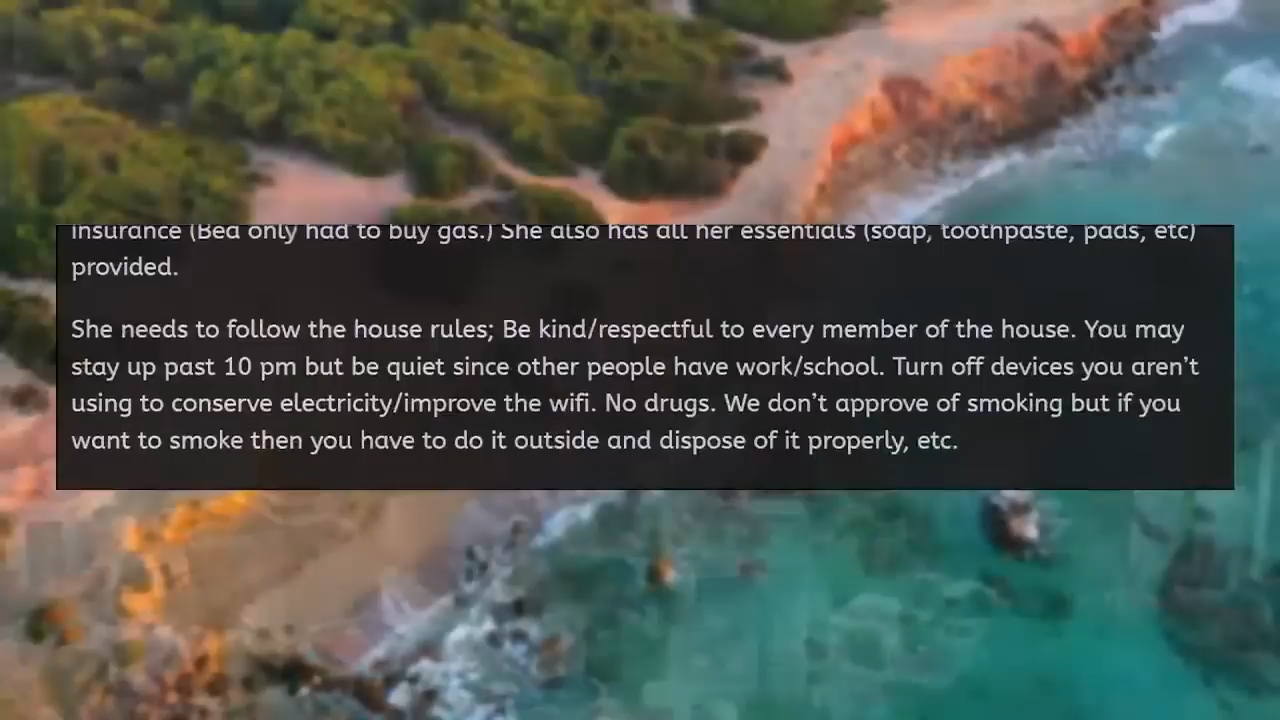 insurance (Bea only had to buy gas.) She also has all her essentials (soap, toothpaste, pads, etc)
provided.
She needs to follow the house rules; Be kind/respectful to every member of the house. You may
stay up past 10 pm but be quiet since other people have work/school. Turn off devices you aren’t
using to conserve electricity/improve the wifi. No drugs. We don’t approve of smoking but if you
want to smoke then you have to do it outside and dispose of it properly, etc.